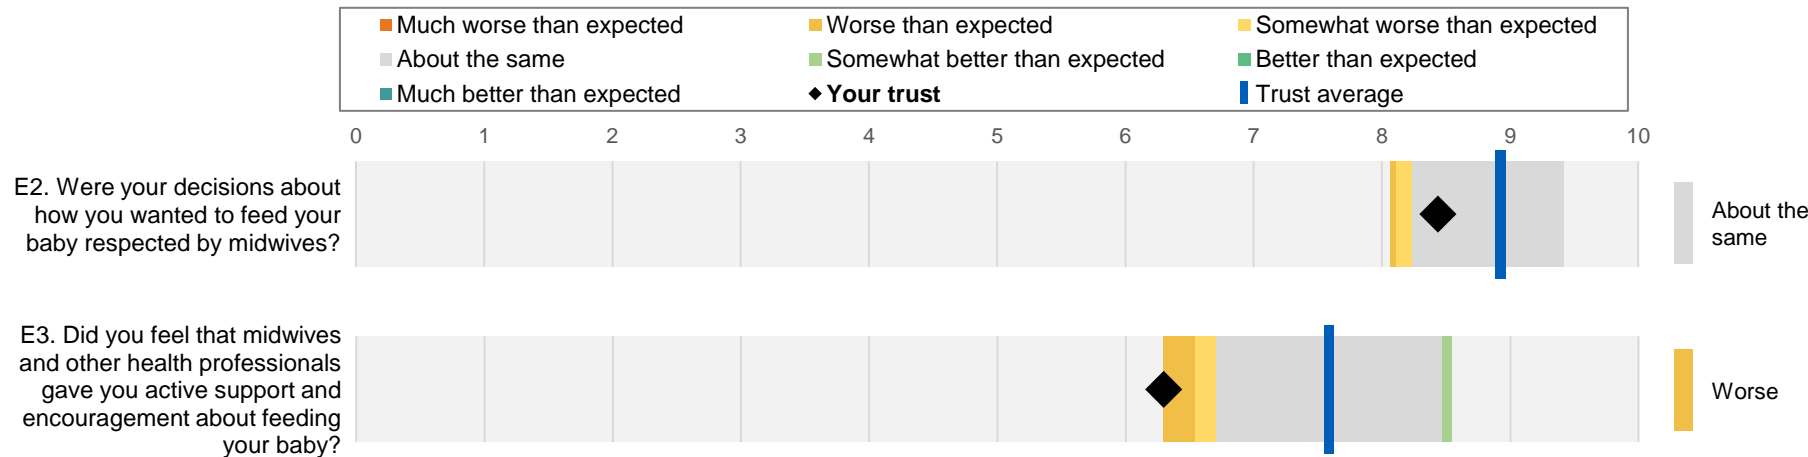 Much worse than expected
Worse than expected
Somewhat worse than expected
About the same
Somewhat better than expected
Better than expected
Much better than expected
Your trust
Trust average
0 1 2 3 4 5 6 7 8 9 10
E2. Were your decisions about
how you wanted to feed your
baby respected by midwives?
About the
same
E3. Did you feel that midwives
and other health professionals
gave you active support and
encouragement about feeding
your baby?
Worse